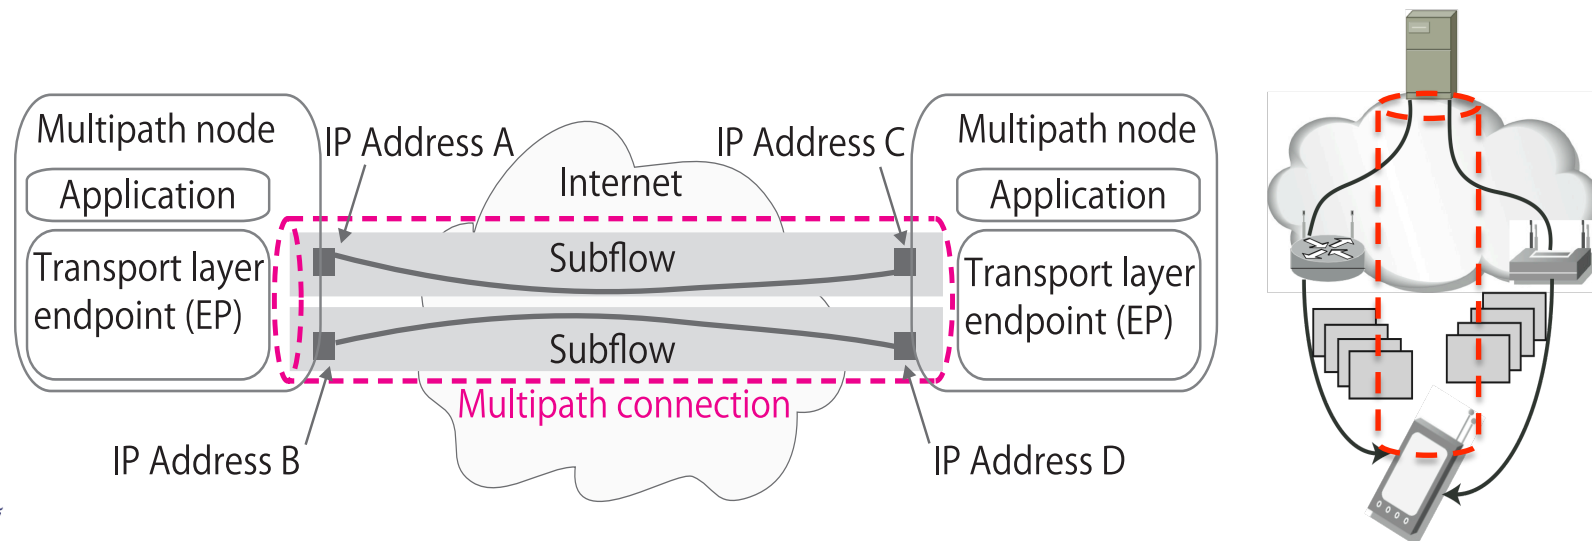 Multipath node
IP Address A
IP Address C
Multipath node
Application
Internet
Application
Subflow
Transport layer
endpoint (EP)
Transport layer
endpoint (EP)
Subflow
Multipath connection
IP Address B
IP Address D